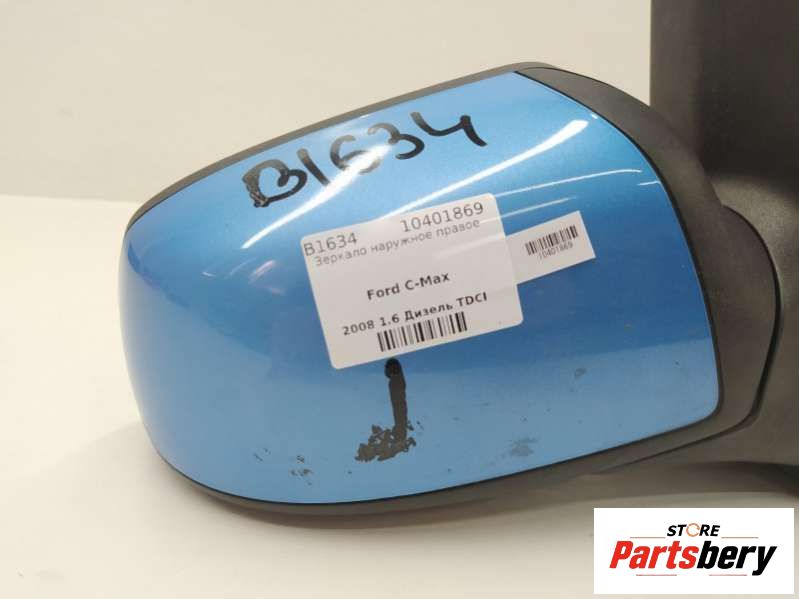 B1634
B1634 10401869
Зеркало наружное правое
Ford C-Max
2008 1.6 Дизель TDCI
10401869
STORE
Partsbery